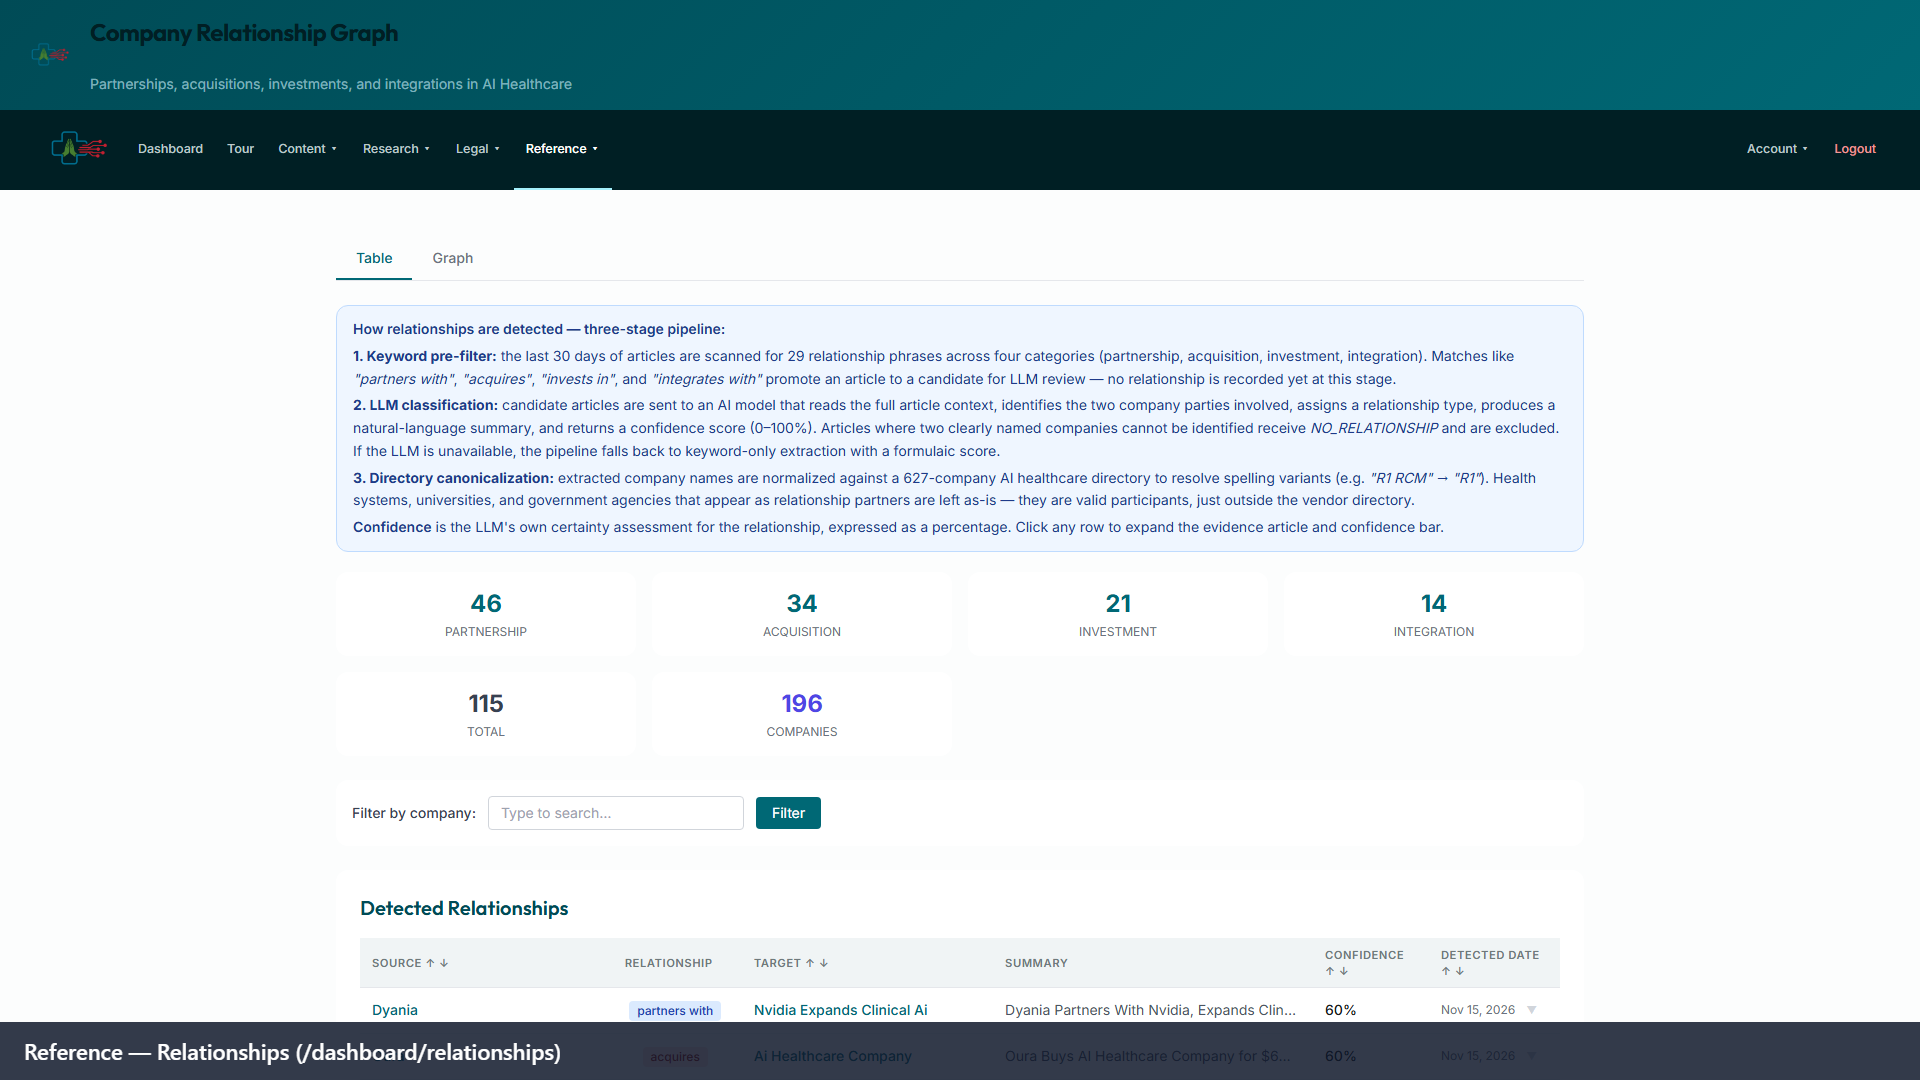 Company Relationship Graph
Partnerships, acquisitions, investments, and integrations in AI Healthcare
Dashboard Tour Content ▾ Research ▾ Legal ▾ Reference ▾ Account ▾ Logout
Table Graph
How relationships are detected — three-stage pipeline:
1. Keyword pre-filter: the last 30 days of articles are scanned for 29 relationship phrases across four categories (partnership, acquisition, investment, integration). Matches like
"partners with", "acquires", "invests in", and "integrates with" promote an article to a candidate for LLM review — no relationship is recorded yet at this stage.
2. LLM classification: candidate articles are sent to an AI model that reads the full article context, identifies the two company parties involved, assigns a relationship type, produces a
natural-language summary, and returns a confidence score (0–100%). Articles where two clearly named companies cannot be identified receive NO_RELATIONSHIP and are excluded.
If the LLM is unavailable, the pipeline falls back to keyword-only extraction with a formulaic score.
3. Directory canonicalization: extracted company names are normalized against a 627-company AI healthcare directory to resolve spelling variants (e.g. "R1 RCM" → "R1"). Health
systems, universities, and government agencies that appear as relationship partners are left as-is — they are valid participants, just outside the vendor directory.
Confidence is the LLM's own certainty assessment for the relationship, expressed as a percentage. Click any row to expand the evidence article and confidence bar.
46 34 21 14
PARTNERSHIP ACQUISITION INVESTMENT INTEGRATION
115 196
TOTAL COMPANIES
Filter by company: Type to search... Filter
Detected Relationships
SOURCE ↑ ↓ RELATIONSHIP TARGET ↑ ↓ SUMMARY CONFIDENCE ↑ ↓ DETECTED DATE ↑ ↓
Dyania partners with Nvidia Expands Clinical Ai Dyania Partners With Nvidia, Expands Clin... 60% Nov 15, 2026 ▼
acquires Ai Healthcare Company Oura Buys AI Healthcare Company for $6... 60% Nov 15, 2026 ▼
Reference — Relationships (/dashboard/relationships)